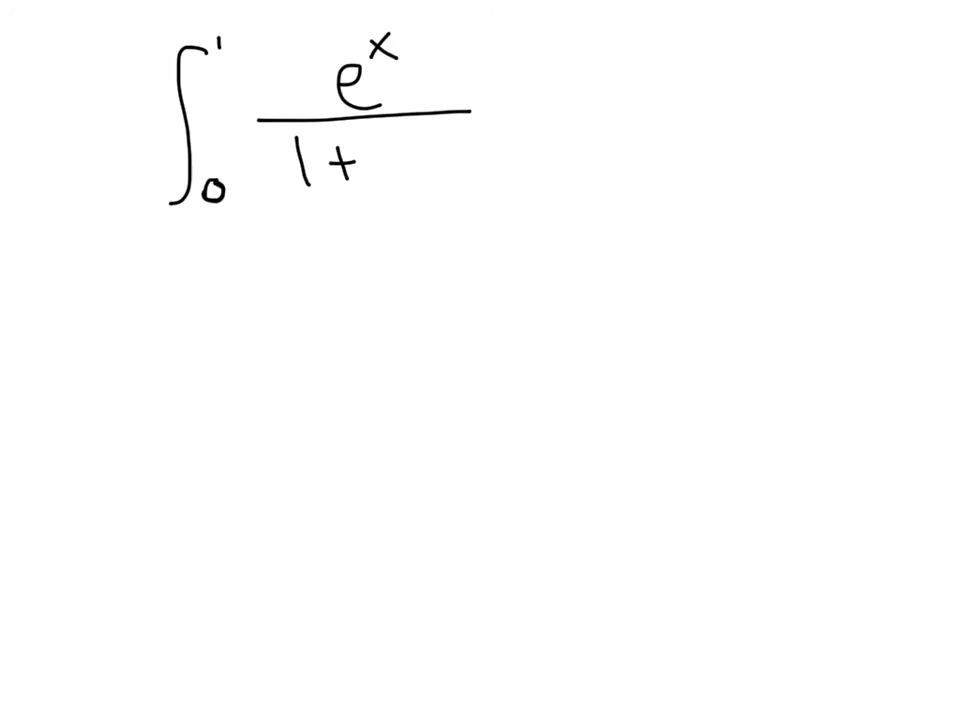 ∫₀¹ eˣ / 1 +